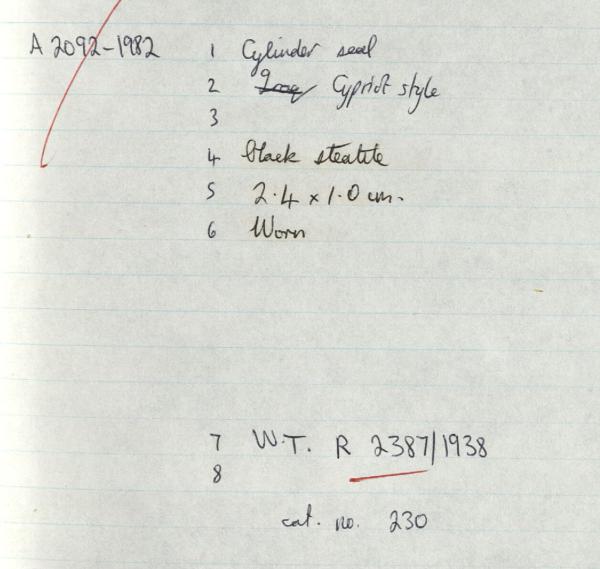 A 2092-1982 1 Cylinder seal
2 Iraq Cypriot style
3
4 black steatite
5 2.4 x 1.0 cm.
6 Worn
7 W.T. R 2387/1938
8
cat. no. 230